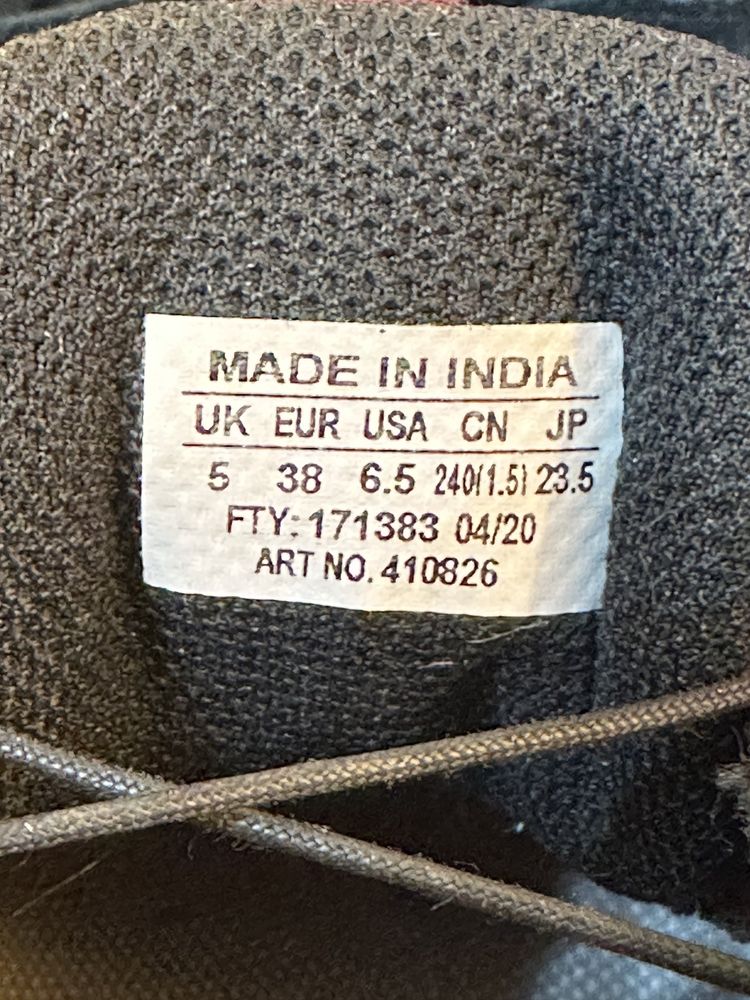 MADE IN INDIA
UK EUR USA CN JP
5 38 6.5 240(1.5) 23.5
FTY: 171383 04/20
ART NO. 410826